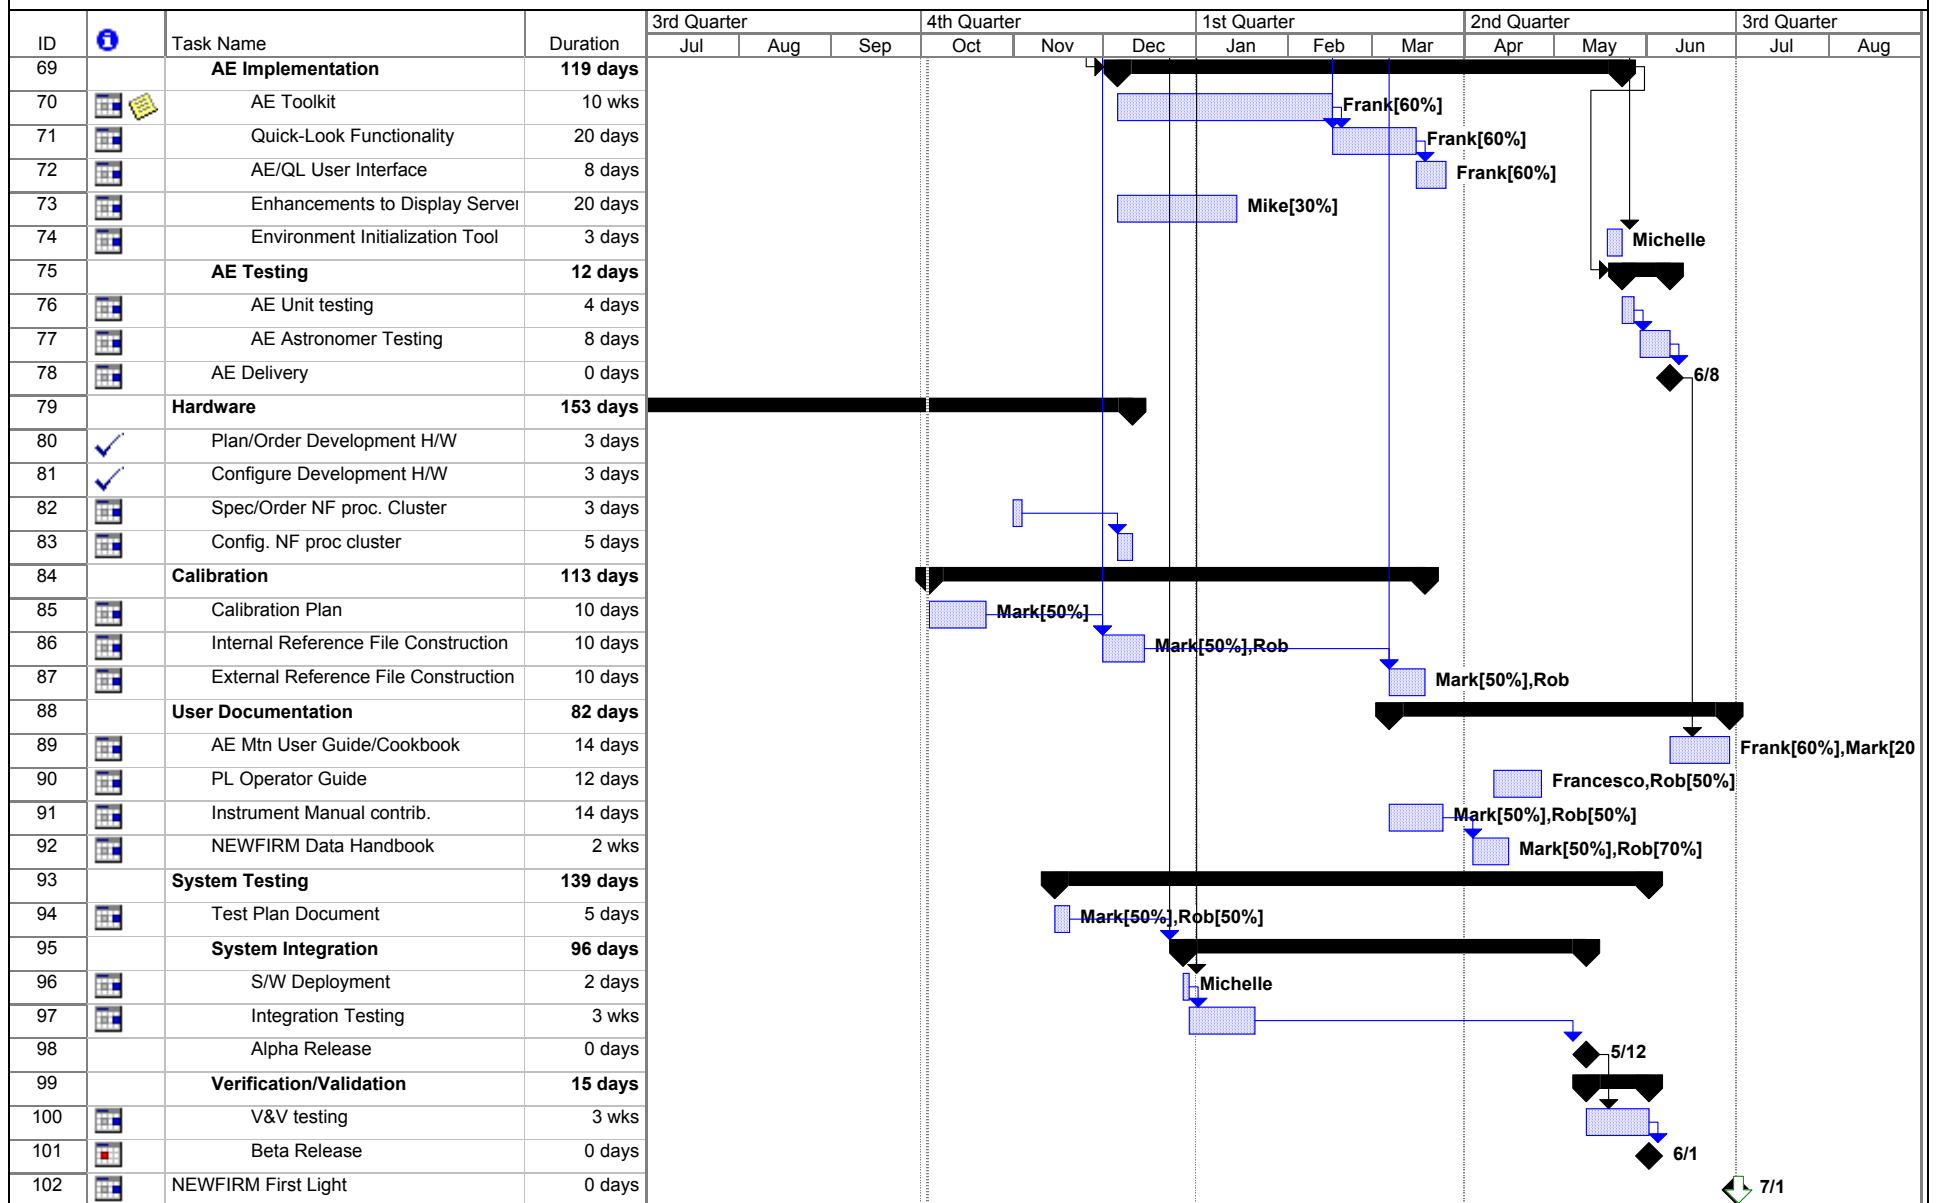 3rd Quarter 4th Quarter 1st Quarter 2nd Quarter 3rd Quarter
ID Task Name Duration Jul Aug Sep Oct Nov Dec Jan Feb Mar Apr May Jun Jul Aug
69 AE Implementation 119 days
70 AE Toolkit 10 wks Frank[60%]
71 Quick-Look Functionality 20 days Frank[60%]
72 AE/QL User Interface 8 days Frank[60%]
73 Enhancements to Display Server 20 days Mike[30%]
74 Environment Initialization Tool 3 days Michelle
75 AE Testing 12 days
76 AE Unit testing 4 days
77 AE Astronomer Testing 8 days
78 AE Delivery 0 days 6/8
79 Hardware 153 days
80 Plan/Order Development H/W 3 days
81 Configure Development H/W 3 days
82 Spec/Order NF proc. Cluster 3 days
83 Config. NF proc cluster 5 days
84 Calibration 113 days
85 Calibration Plan 10 days Mark[50%]
86 Internal Reference File Construction 10 days Mark[50%],Rob
87 External Reference File Construction 10 days Mark[50%],Rob
88 User Documentation 82 days
89 AE Mtn User Guide/Cookbook 14 days Frank[60%],Mark[20
90 PL Operator Guide 12 days Francesco,Rob[50%]
91 Instrument Manual contrib. 14 days Mark[50%],Rob[50%]
92 NEWFIRM Data Handbook 2 wks Mark[50%],Rob[70%]
93 System Testing 139 days
94 Test Plan Document 5 days Mark[50%],Rob[50%]
95 System Integration 96 days
96 S/W Deployment 2 days Michelle
97 Integration Testing 3 wks
98 Alpha Release 0 days 5/12
99 Verification/Validation 15 days
100 V&V testing 3 wks
101 Beta Release 0 days 6/1
102 NEWFIRM First Light 0 days 7/1